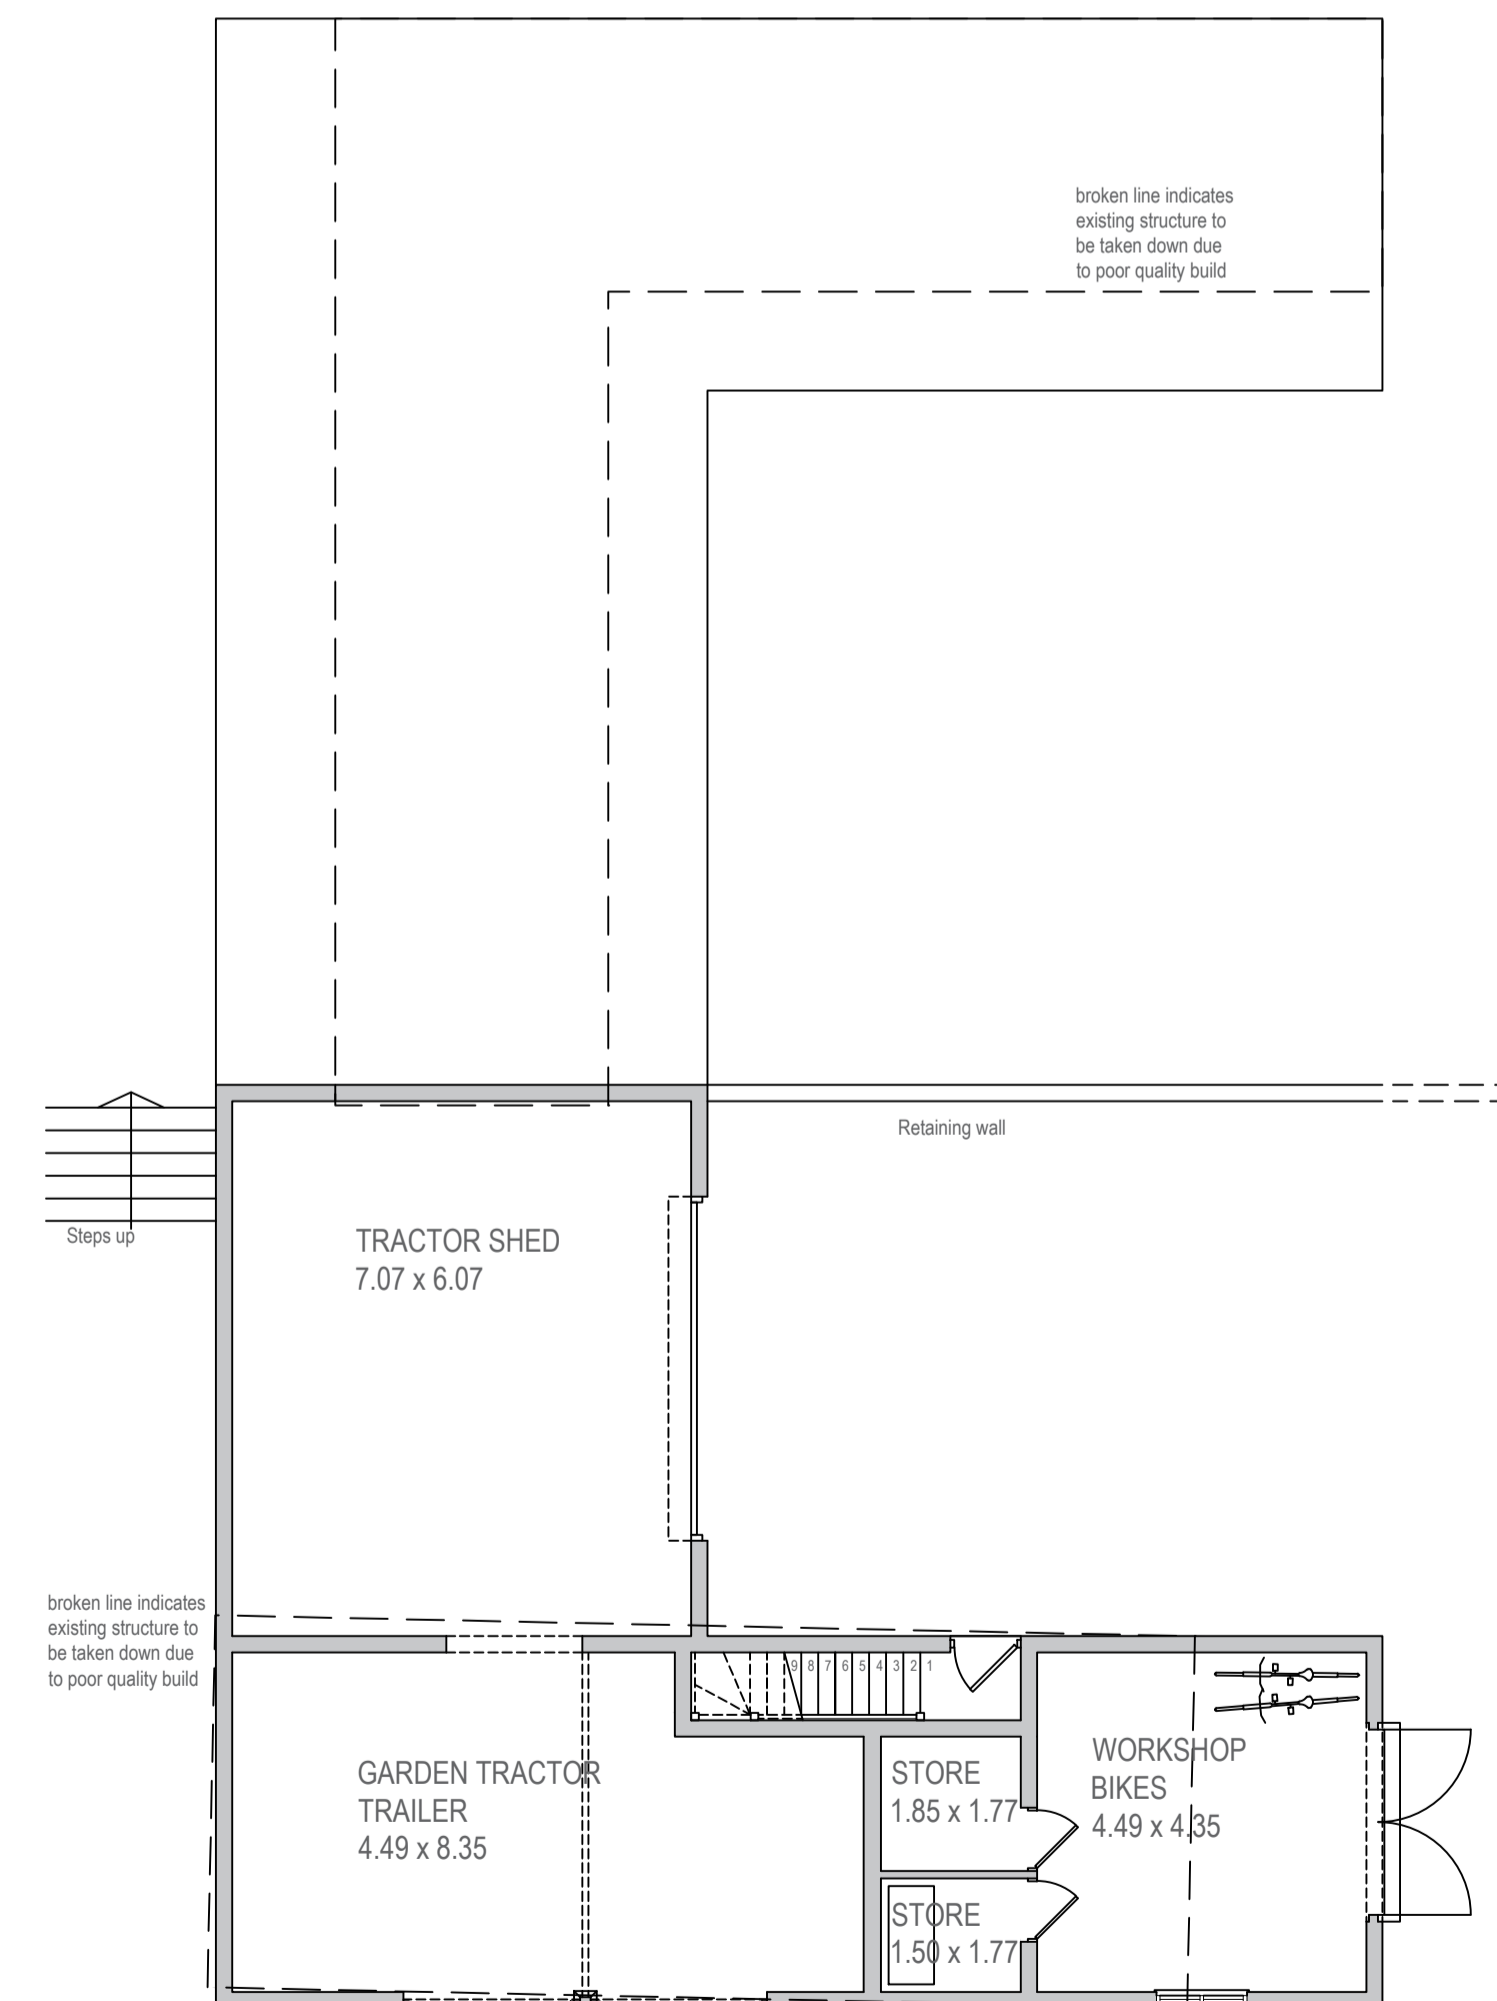 broken line indicates
existing structure to
be taken down due
to poor quality build
Retaining wall
Steps up
TRACTOR SHED
7.07 x 6.07
broken line indicates
existing structure to
be taken down due
to poor quality build
9 8 7 6 5 4 3 2 1
GARDEN TRACTOR
TRAILER
4.49 x 8.35
STORE
1.85 x 1.77
WORKSHOP
BIKES
4.49 x 4.35
STORE
1.50 x 1.77